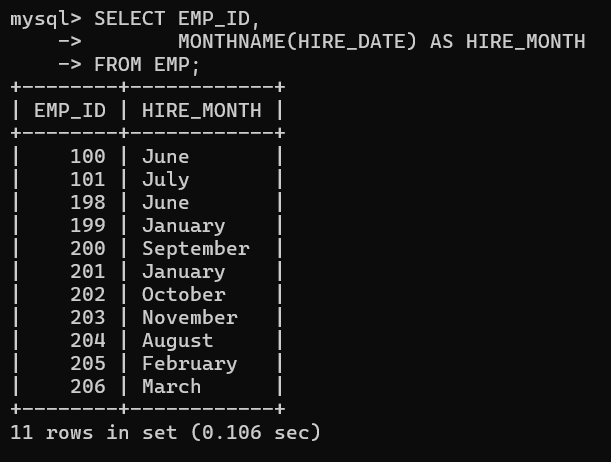 mysql> SELECT EMP_ID,
    ->        MONTHNAME(HIRE_DATE) AS HIRE_MONTH
    -> FROM EMP;
+--------+------------+
| EMP_ID | HIRE_MONTH |
+--------+------------+
|    100 | June       |
|    101 | July       |
|    198 | June       |
|    199 | January    |
|    200 | September  |
|    201 | January    |
|    202 | October    |
|    203 | November   |
|    204 | August     |
|    205 | February   |
|    206 | March      |
+--------+------------+
11 rows in set (0.106 sec)